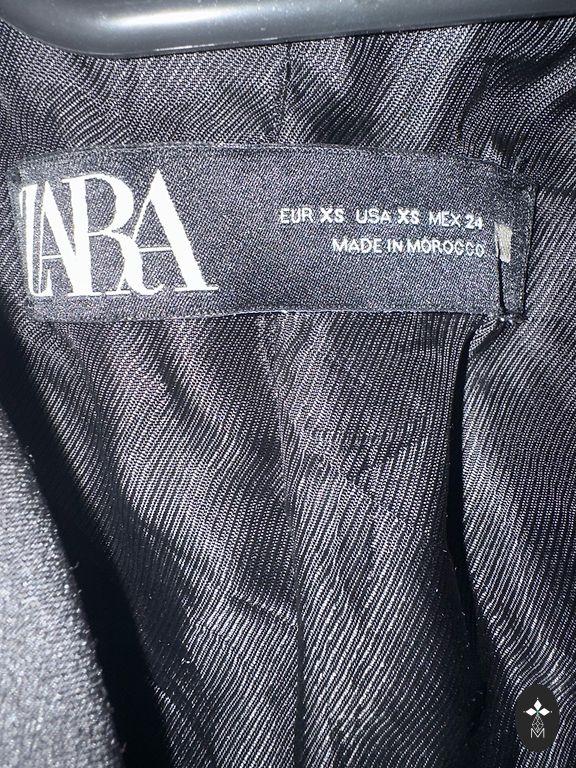 ZARA
EUR XS USA XS MEX 24
MADE IN MOROCCO
M